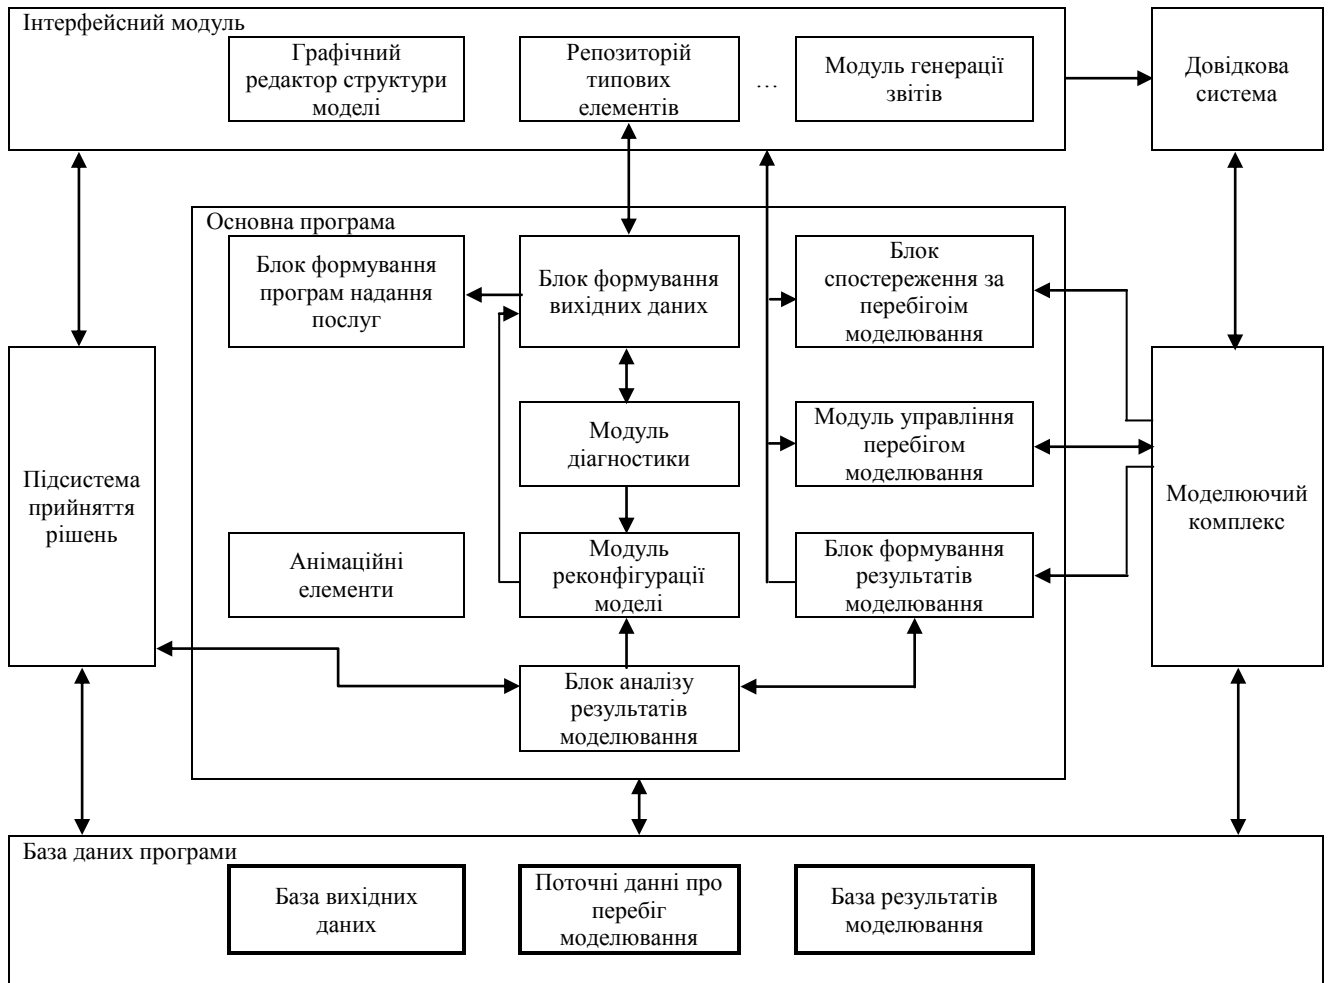 Інтерфейсний модуль
Графічний
редактор структури
моделі
Репозиторій
типових
елементів
...
Модуль генерації
звітів
Довідкова
система
Основна програма
Блок формування
програм надання
послуг
Блок формування
вихідних даних
Блок
спостереження за
перебігоім
моделювання
Модуль
діагностики
Модуль управління
перебігом
моделювання
Підсистема
прийняття
рішень
Моделюючий
комплекс
Анімаційні
елементи
Модуль
реконфігурації
моделі
Блок формування
результатів
моделювання
Блок аналізу
результатів
моделювання
База даних програми
База вихідних
даних
Поточні данні про
перебіг
моделювання
База результатів
моделювання